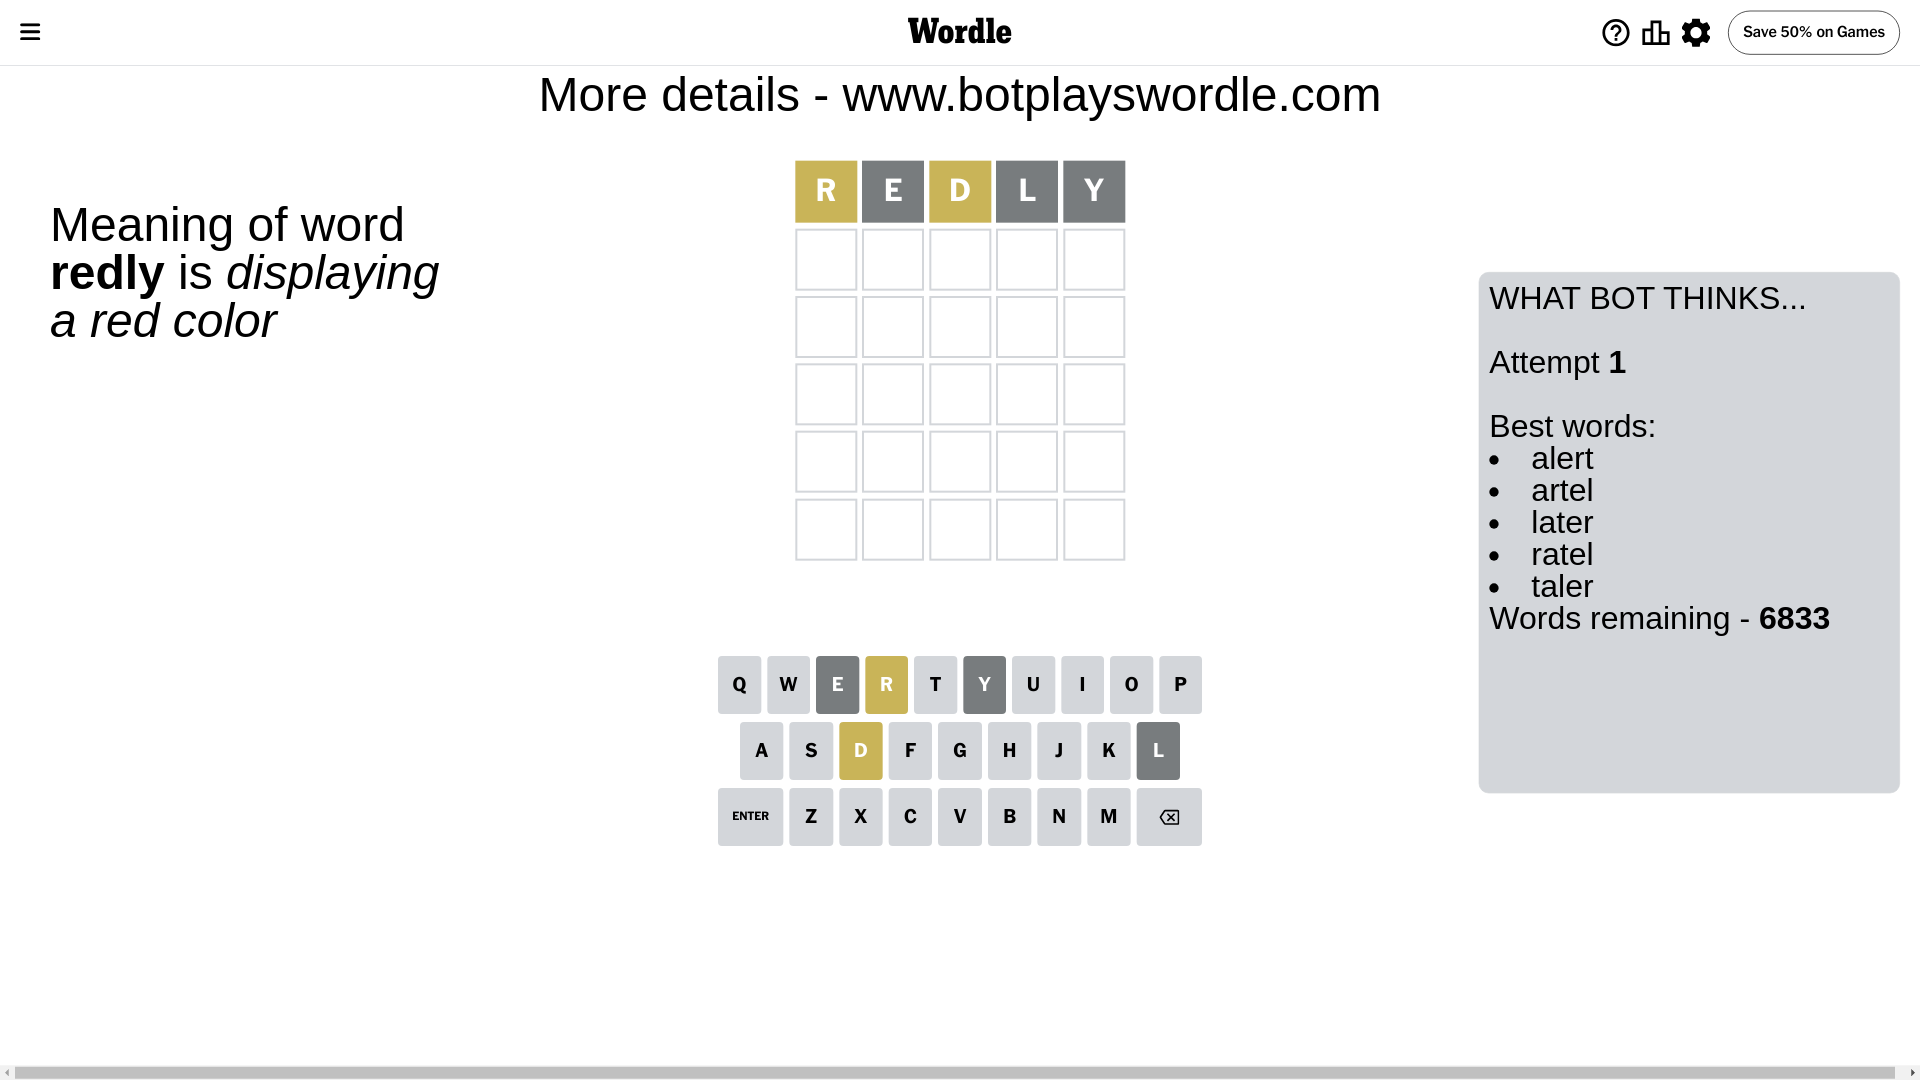 Wordle
Save 50% on Games
More details - www.botplayswordle.com
Meaning of word
redly is displaying
a red color
R E D L Y
WHAT BOT THINKS...
Attempt 1
Best words:
• alert
• artel
• later
• ratel
• taler
Words remaining - 6833
Q W E R T Y U I O P
A S D F G H J K L
ENTER Z X C V B N M